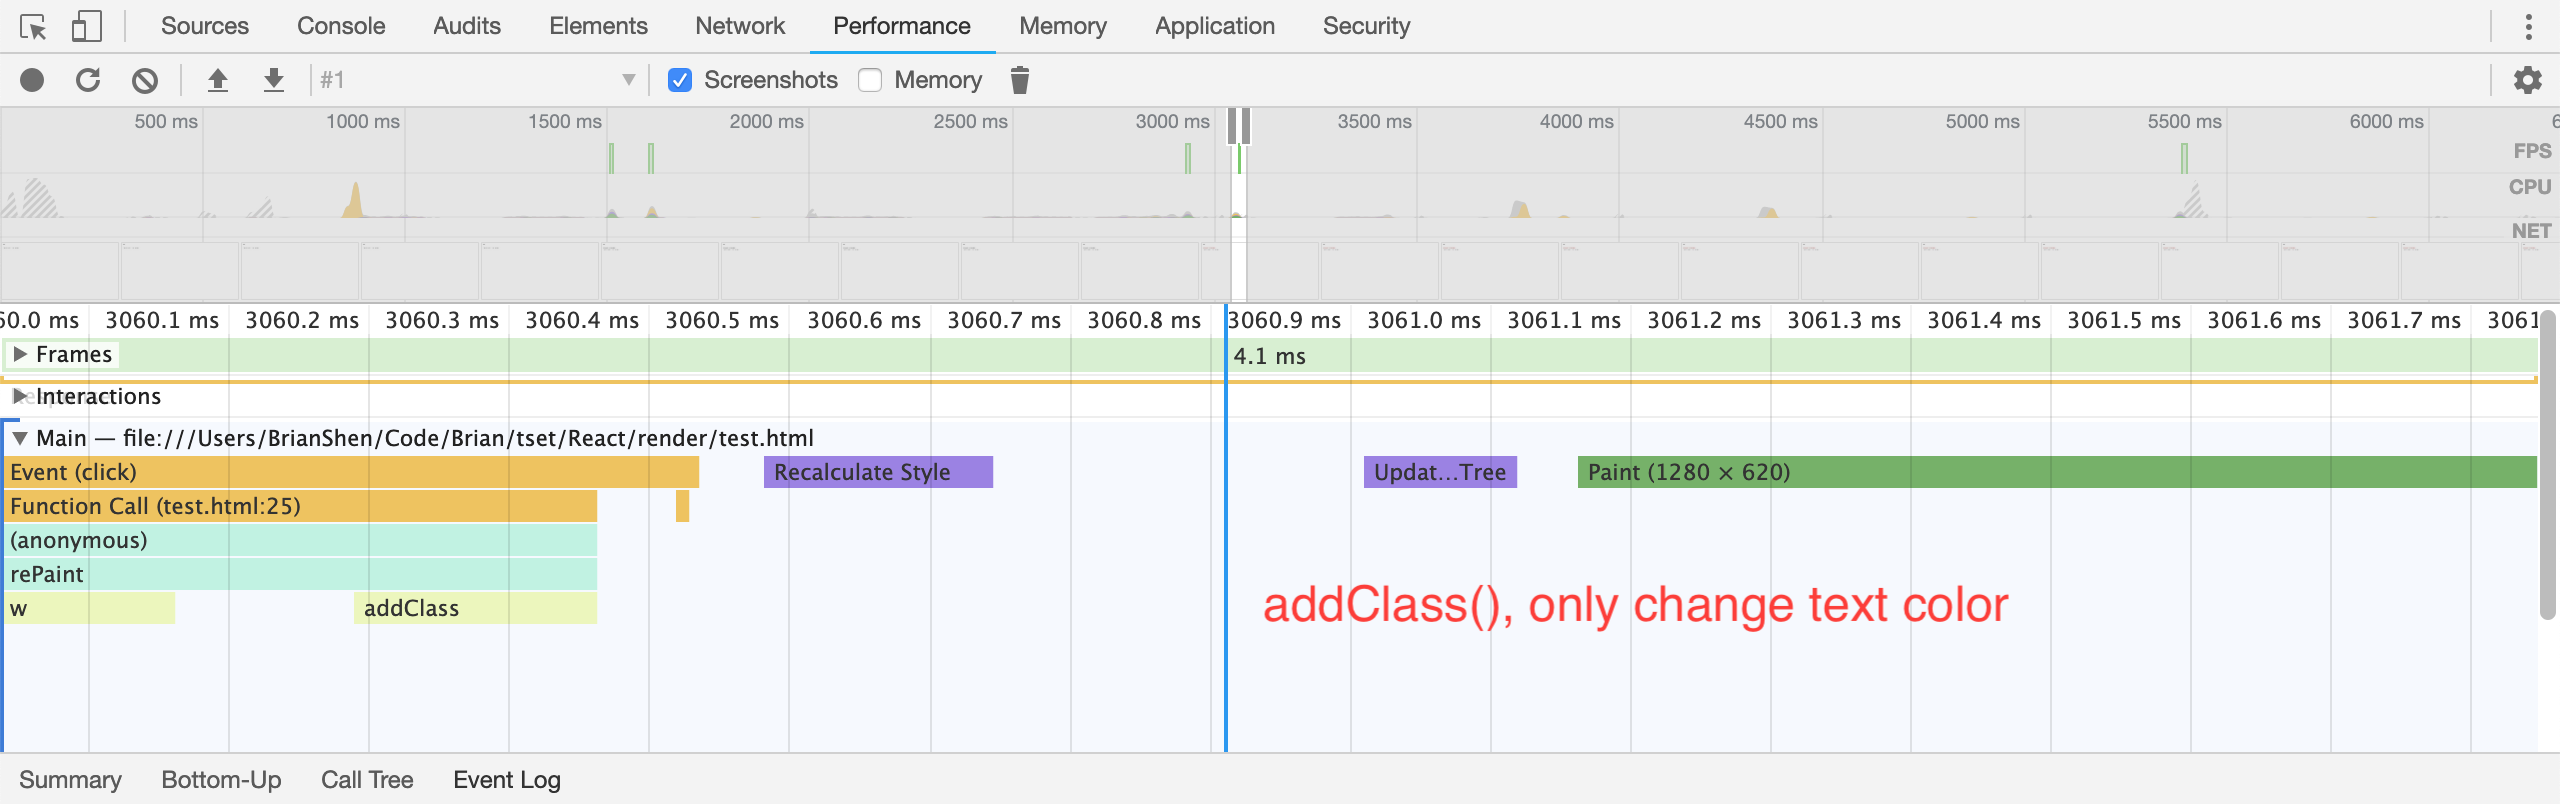 Sources Console Audits Elements Network Performance Memory Application Security
#1 Screenshots Memory
500 ms 1000 ms 1500 ms 2000 ms 2500 ms 3000 ms 3500 ms 4000 ms 4500 ms 5000 ms 5500 ms 6000 ms 6
FPS
CPU
NET
60.0 ms 3060.1 ms 3060.2 ms 3060.3 ms 3060.4 ms 3060.5 ms 3060.6 ms 3060.7 ms 3060.8 ms 3060.9 ms 3061.0 ms 3061.1 ms 3061.2 ms 3061.3 ms 3061.4 ms 3061.5 ms 3061.6 ms 3061.7 ms 3061
Frames 4.1 ms
Interactions
Main — file:///Users/BrianShen/Code/Brian/tset/React/render/test.html
Event (click) Recalculate Style Updat...Tree Paint (1280 × 620)
Function Call (test.html:25)
(anonymous)
rePaint
w addClass
addClass(), only change text color
Summary Bottom-Up Call Tree Event Log